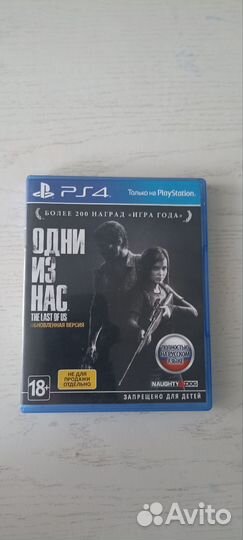 PS4
Только на PlayStation.
БОЛЕЕ 200 НАГРАД «ИГРА ГОДА»
ОДНИ
ИЗ
НАС
THE LAST OF US
ОБНОВЛЕННАЯ ВЕРСИЯ
ПОЛНОСТЬЮ
НА РУССКОМ
ЯЗЫКЕ
НЕ ДЛЯ
ПРОДАЖИ
ОТДЕЛЬНО
18+
NAUGHTY DOG
ЗАПРЕЩЕНО ДЛЯ ДЕТЕЙ
Avito